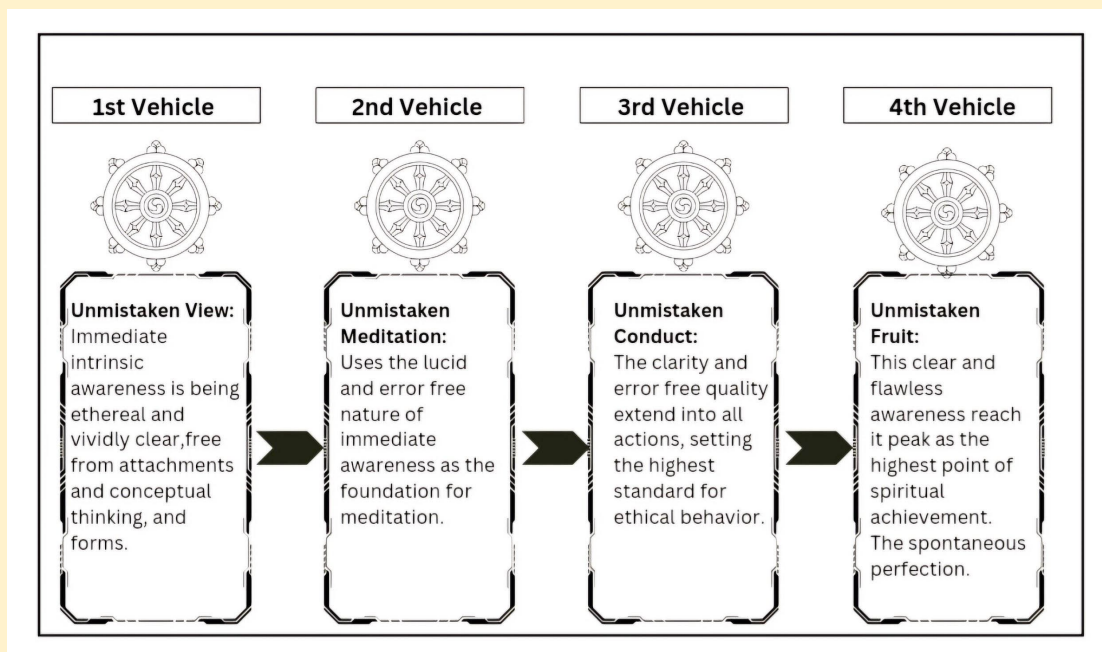 1st Vehicle
2nd Vehicle
3rd Vehicle
4th Vehicle
Unmistaken View:
Immediate
intrinsic
awareness is being
ethereal and
vividly clear,free
from attachments
and conceptual
thinking, and
forms.
Unmistaken
Meditation:
Uses the lucid
and error free
nature of
immediate
awareness as the
foundation for
meditation.
Unmistaken
Conduct:
The clarity and
error free quality
extend into all
actions, setting
the highest
standard for
ethical behavior.
Unmistaken
Fruit:
This clear and
flawless
awareness reach
it peak as the
highest point of
spiritual
achievement.
The spontaneous
perfection.